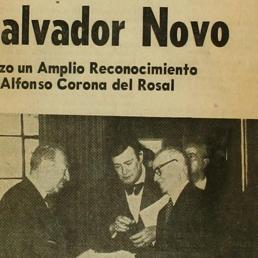 alvador Novo
zo un Amplio Reconocimiento
Alfonso Corona del Rosal